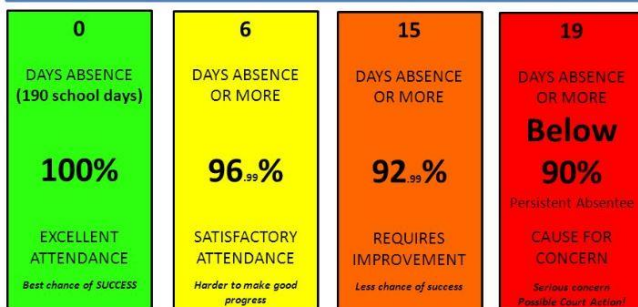 0
DAYS ABSENCE
(190 school days)
100%
EXCELLENT
ATTENDANCE
Best chance of SUCCESS
6
DAYS ABSENCE
OR MORE
96.99%
SATISFACTORY
ATTENDANCE
Harder to make good
progress
15
DAYS ABSENCE
OR MORE
92.99%
REQUIRES
IMPROVEMENT
Less chance of success
19
DAYS ABSENCE
OR MORE
Below
90%
Persistent Absentee
CAUSE FOR
CONCERN
Serious concern
Possible Court Action!